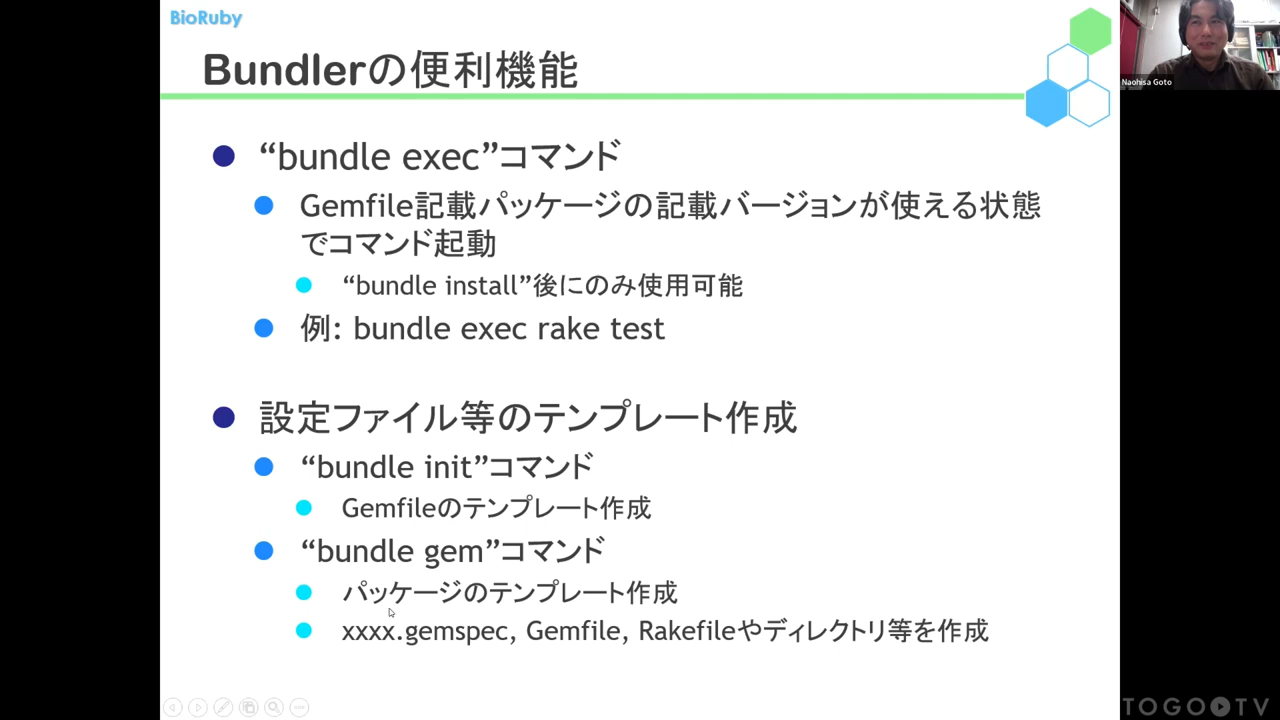 BioRuby
Bundlerの便利機能
“bundle exec”コマンド
Gemfile記載パッケージの記載バージョンが使える状態
でコマンド起動
“bundle install”後にのみ使用可能
例: bundle exec rake test
設定ファイル等のテンプレート作成
“bundle init”コマンド
Gemfileのテンプレート作成
“bundle gem”コマンド
パッケージのテンプレート作成
xxxx.gemspec, Gemfile, Rakefileやディレクトリ等を作成
Naohisa Goto
TOGO TV